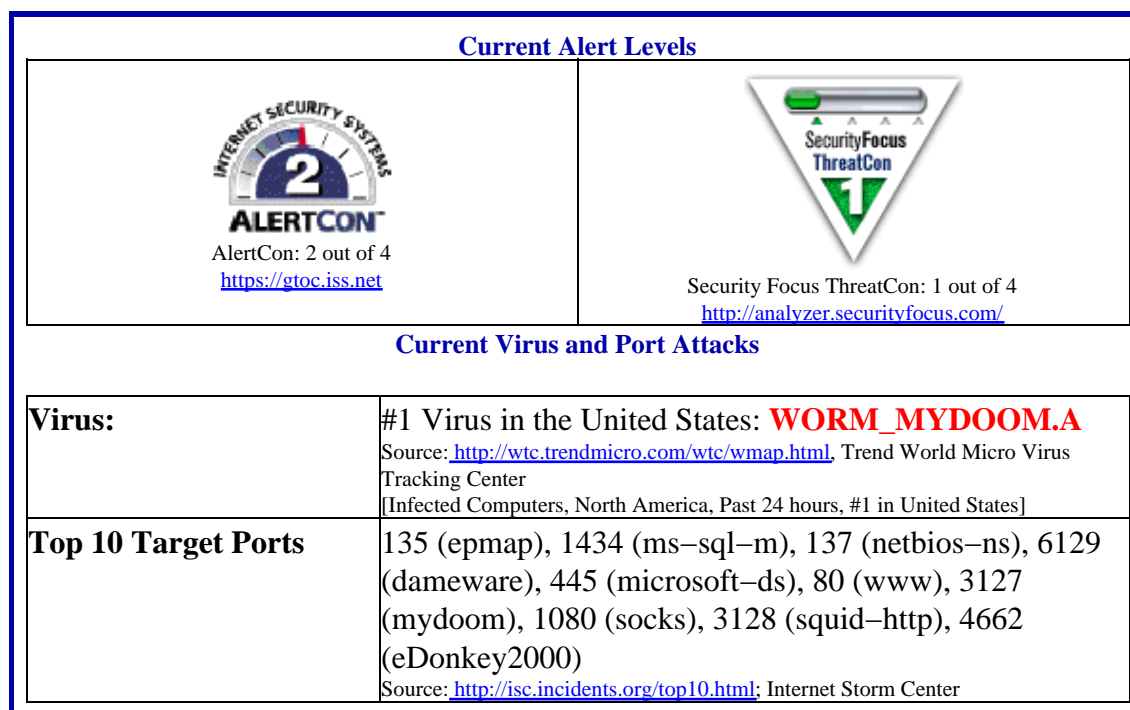 Current Alert Levels
INTERNET SECURITY SYSTEMS
2
ALERTCON™
AlertCon: 2 out of 4
https://gtoc.iss.net
SecurityFocus
ThreatCon
1
Security Focus ThreatCon: 1 out of 4
http://analyzer.securityfocus.com/
Current Virus and Port Attacks
Virus:
#1 Virus in the United States: WORM_MYDOOM.A
Source: http://wtc.trendmicro.com/wtc/wmap.html, Trend World Micro Virus
Tracking Center
[Infected Computers, North America, Past 24 hours, #1 in United States]
Top 10 Target Ports
135 (epmap), 1434 (ms−sql−m), 137 (netbios−ns), 6129
(dameware), 445 (microsoft−ds), 80 (www), 3127
(mydoom), 1080 (socks), 3128 (squid−http), 4662
(eDonkey2000)
Source: http://isc.incidents.org/top10.html; Internet Storm Center